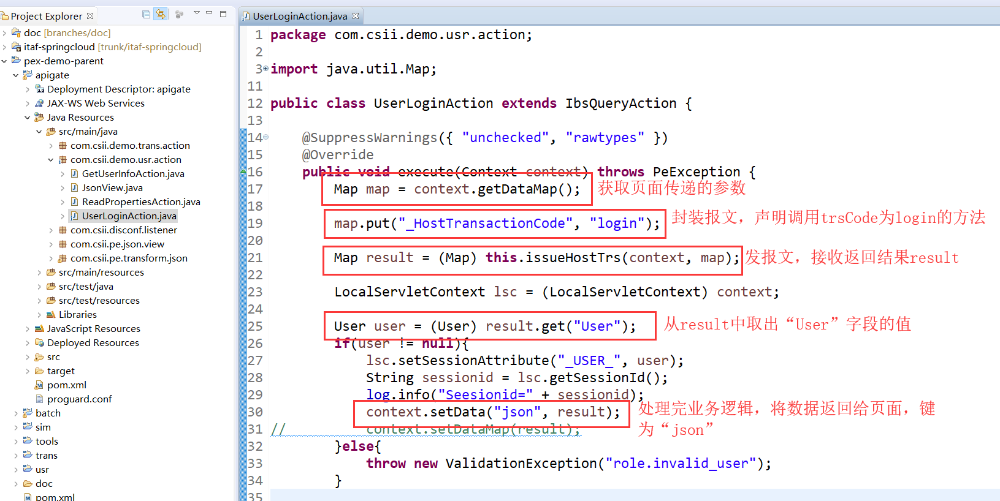 Project Explorer
doc [branches/doc]
itaf-springcloud [trunk/itaf-springcloud]
pex-demo-parent
apigate
Deployment Descriptor: apigate
JAX-WS Web Services
Java Resources
src/main/java
com.csii.demo.trans.action
com.csii.demo.usr.action
GetUserInfoAction.java
JsonView.java
ReadPropertiesAction.java
UserLoginAction.java
com.csii.disconf.listener
com.csii.pe.json.view
com.csii.pe.transform.json
src/main/resources
src/test/java
src/test/resources
Libraries
JavaScript Resources
Deployed Resources
src
target
pom.xml
proguard.conf
batch
sim
tools
trans
usr
doc
pom.xml
UserLoginAction.java
1 package com.csii.demo.usr.action;
2
3 import java.util.Map;
11
12 public class UserLoginAction extends IbsQueryAction {
13
14 @SuppressWarnings({ "unchecked", "rawtypes" })
15 @Override
16 public void execute(Context context) throws PeException {
17 Map map = context.getDataMap(); 获取页面传递的参数
18
19 map.put("_HostTransactionCode", "login"); 封装报文，声明调用trsCode为login的方法
20
21 Map result = (Map) this.issueHostTrs(context, map); 发报文，接收返回结果result
22
23 LocalServletContext lsc = (LocalServletContext) context;
24
25 User user = (User) result.get("User"); 从result中取出“User”字段的值
26 if(user != null){
27 lsc.setSessionAttribute("_USER_", user);
28 String sessionid = lsc.getSessionId();
29 log.info("Seesionid=" + sessionid);
30 context.setData("json", result); 处理完业务逻辑，将数据返回给页面，键
为“json”
31 // context.setDataMap(result);
32 }else{
33 throw new ValidationException("role.invalid_user");
34 }
35